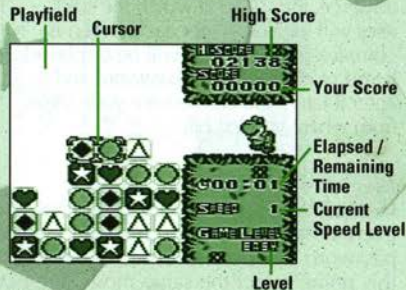 Playfield
Cursor
High Score
HI-SCORE
02138
SCORE
00000
Your Score
Elapsed /
Remaining
Time
00:01
SPEED 1
Current
Speed Level
GAME LEVEL
Level